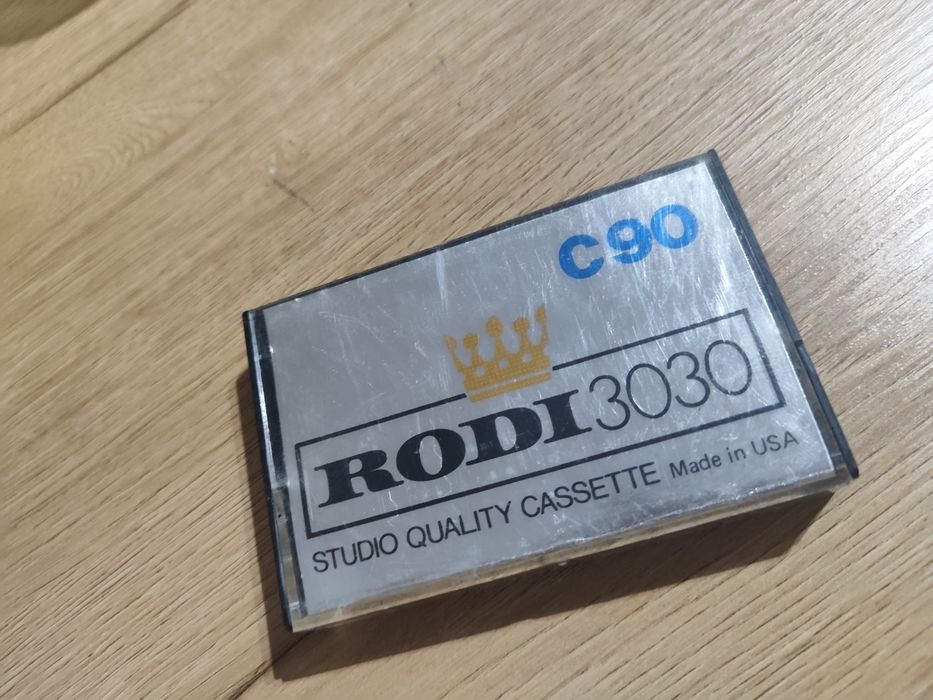 C90
RODI 3030
STUDIO QUALITY CASSETTE Made in USA